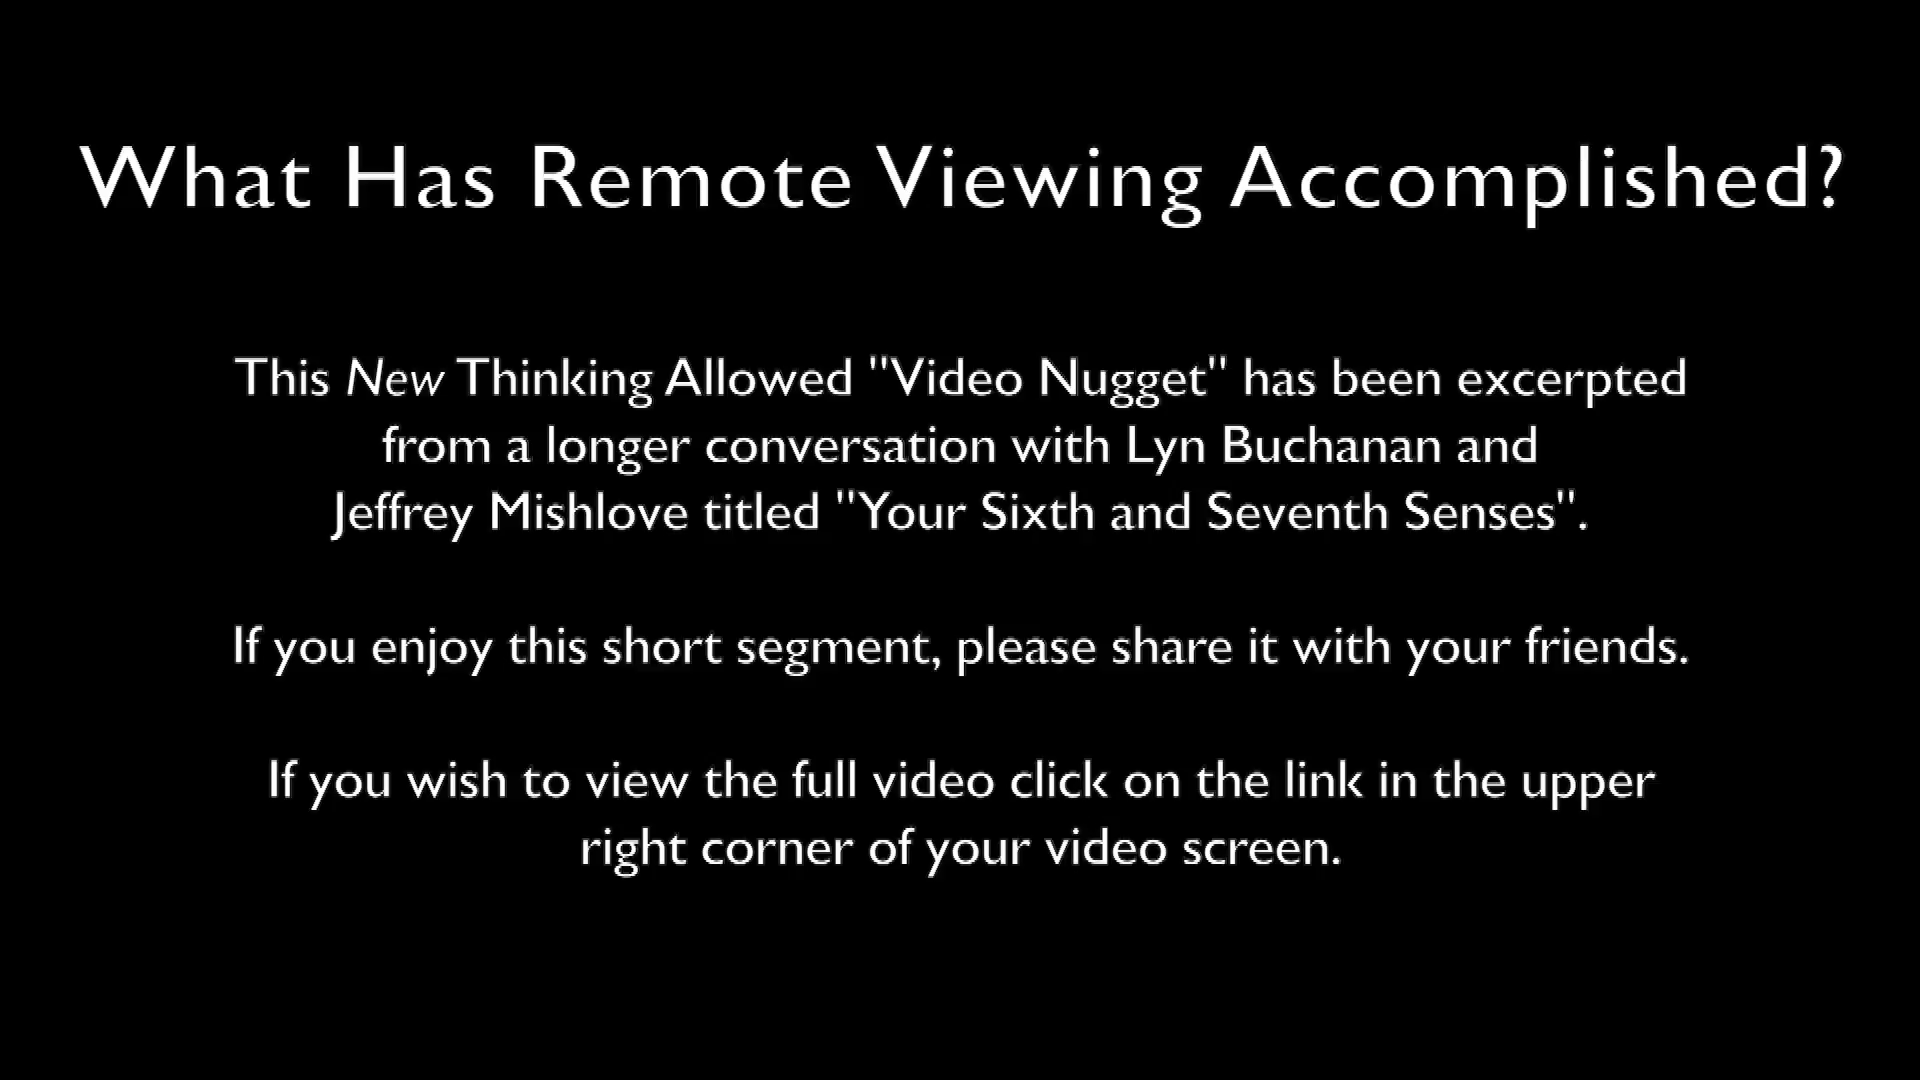 What Has Remote Viewing Accomplished?
This New Thinking Allowed "Video Nugget" has been excerpted
from a longer conversation with Lyn Buchanan and
Jeffrey Mishlove titled "Your Sixth and Seventh Senses".
If you enjoy this short segment, please share it with your friends.
If you wish to view the full video click on the link in the upper
right corner of your video screen.